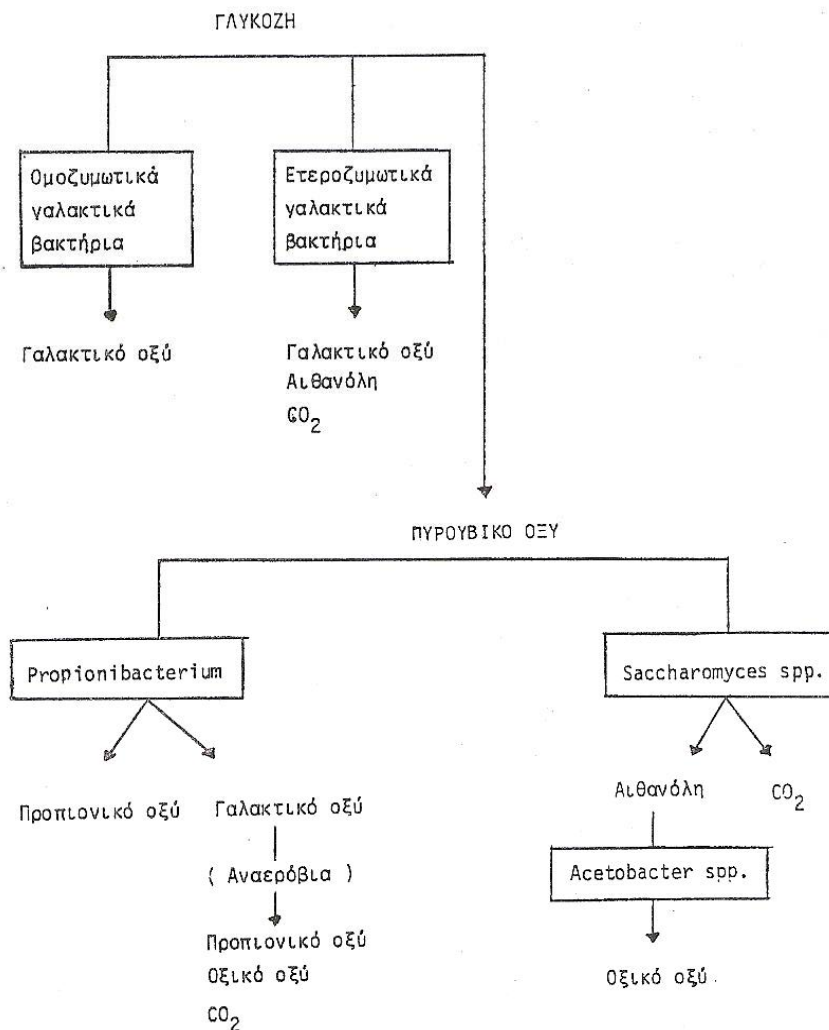 ΓΛΥΚΟΖΗ
Ομοζυμωτικά
γαλακτικά
βακτήρια
Ετεροζυμωτικά
γαλακτικά
βακτήρια
Γαλακτικό οξύ
Γαλακτικό οξύ
Αιθανόλη
CO2
ΠΥΡΟΥΒΙΚΟ ΟΞΥ
Propionibacterium
Saccharomyces spp.
Προπιονικό οξύ
Γαλακτικό οξύ
Αιθανόλη
CO2
( Αναερόβια )
Acetobacter spp.
Προπιονικό οξύ
Οξικό οξύ
CO2
Οξικό οξύ